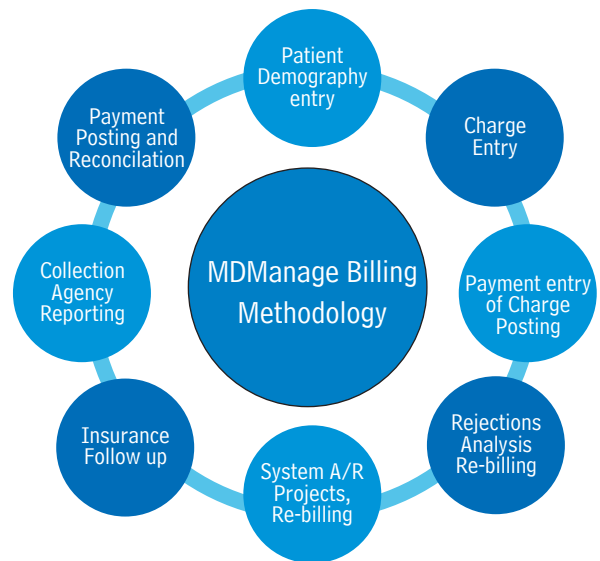 Patient
Demography
entry
Charge
Entry
Payment entry
of Charge
Posting
Rejections
Analysis
Re-billing
System A/R
Projects,
Re-billing
Insurance
Follow up
Collection
Agency
Reporting
Payment
Posting and
Reconcilation
MDManage Billing
Methodology